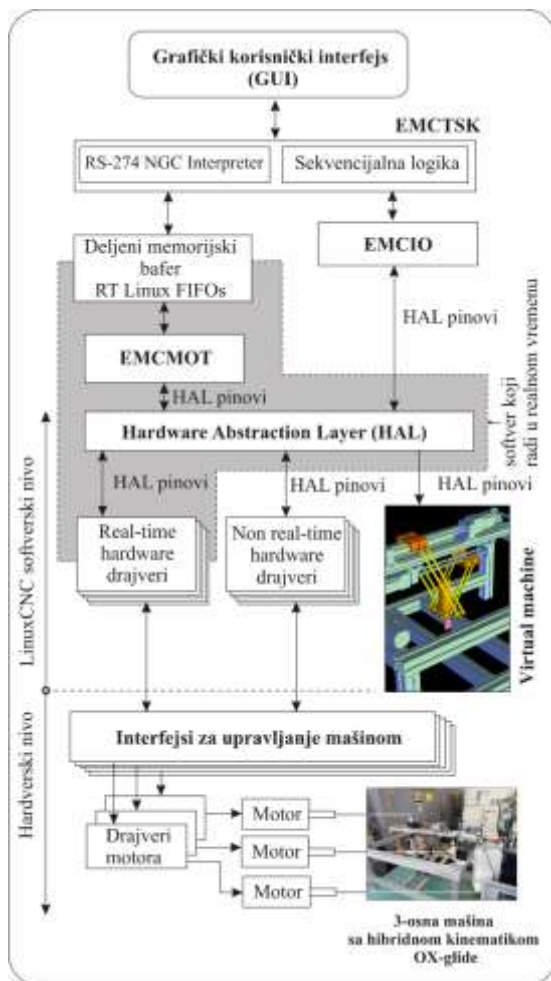 Grafički korisnički interfejs
(GUI)
EMCTSK
RS-274 NGC Interpreter
Sekvencijalna logika
Deljeni memorijski
bafer
RT Linux FIFOs
EMCIO
HAL pinovi
EMCMOT
HAL pinovi
softver koji
radi u realnom vremenu
Hardware Abstraction Layer (HAL)
HAL pinovi
HAL pinovi
HAL pinovi
Real-time
hardware
drajveri
Non real-time
hardware
drajveri
Virtual machine
LinuxCNC softverski nivo
Hardverski nivo
Interfejsi za upravljanje mašinom
Drajveri
motora
Motor
Motor
Motor
3-osna mašina
sa hibridnom kinematikom
OX-glide